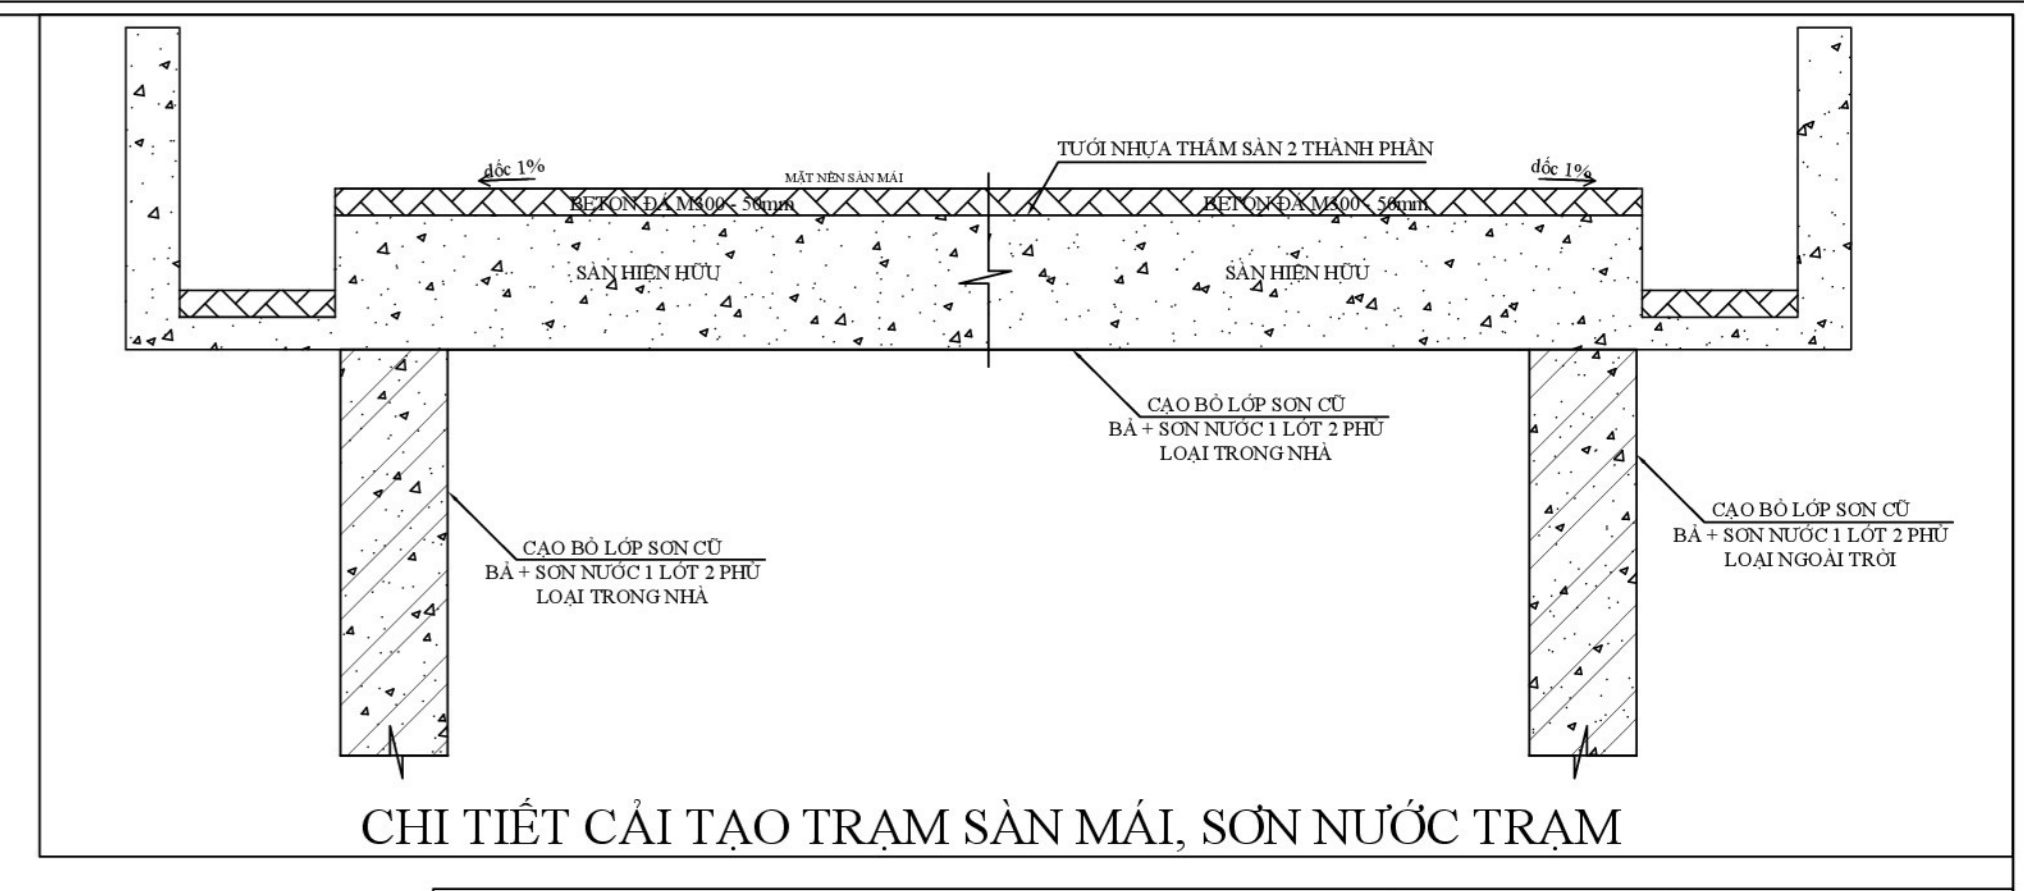 TƯỚI NHỰA THẤM SÀN 2 THÀNH PHẦN
dốc 1%
dốc 1%
MẶT NỀN SÀN MÁI
BETON ĐÁ M300 - 50mm
BETON ĐÁ M300 - 50mm
SÀN HIỆN HỮU
SÀN HIỆN HỮU
CẠO BỎ LỚP SƠN CŨ
BẢ + SƠN NƯỚC 1 LÓT 2 PHỦ
LOẠI TRONG NHÀ
CẠO BỎ LỚP SƠN CŨ
BẢ + SƠN NƯỚC 1 LÓT 2 PHỦ
LOẠI NGOÀI TRỜI
CẠO BỎ LỚP SƠN CŨ
BẢ + SƠN NƯỚC 1 LÓT 2 PHỦ
LOẠI TRONG NHÀ
CHI TIẾT CẢI TẠO TRẠM SÀN MÁI, SƠN NƯỚC TRẠM